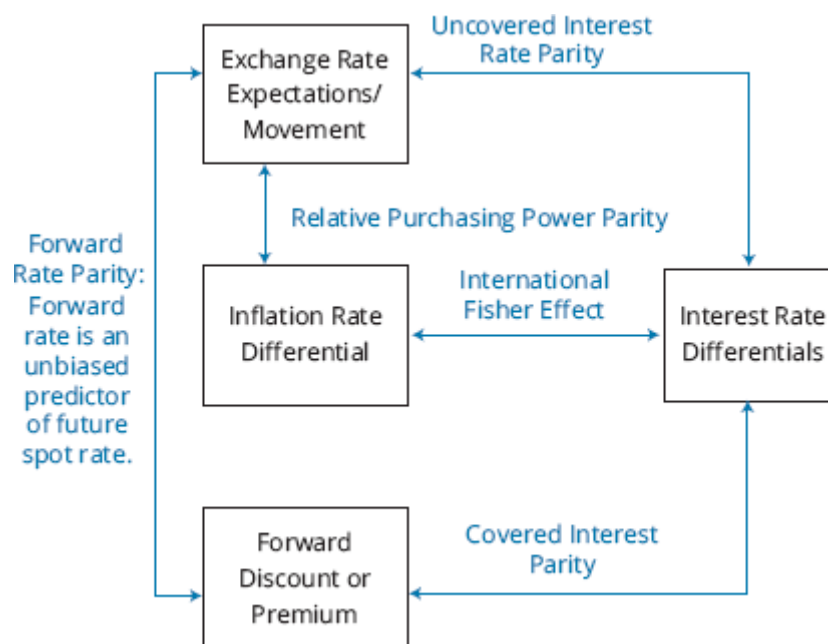 Uncovered Interest
Rate Parity
Exchange Rate
Expectations/
Movement
Relative Purchasing Power Parity
Forward
Rate Parity:
Forward
rate is an
unbiased
predictor
of future
spot rate.
International
Fisher Effect
Inflation Rate
Differential
Interest Rate
Differentials
Covered Interest
Parity
Forward
Discount or
Premium